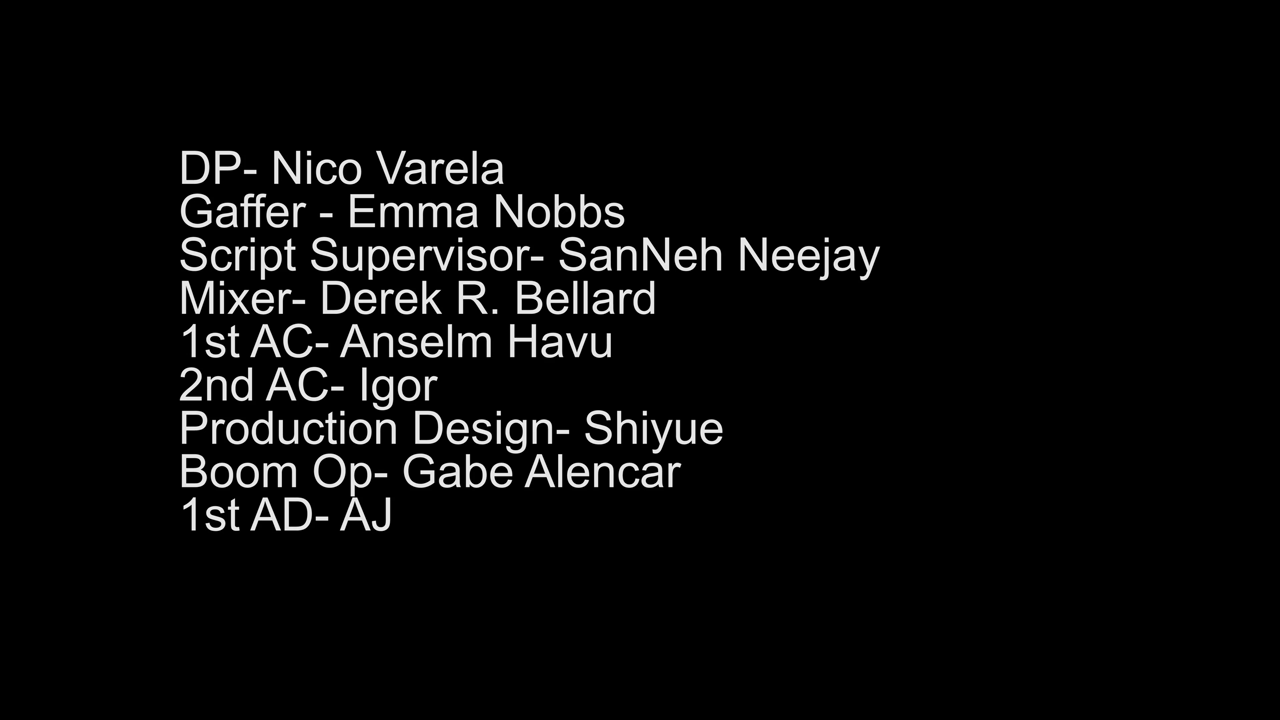 DP- Nico Varela
Gaffer - Emma Nobbs
Script Supervisor- SanNeh Neejay
Mixer- Derek R. Bellard
1st AC- Anselm Havu
2nd AC- Igor
Production Design- Shiyue
Boom Op- Gabe Alencar
1st AD- AJ